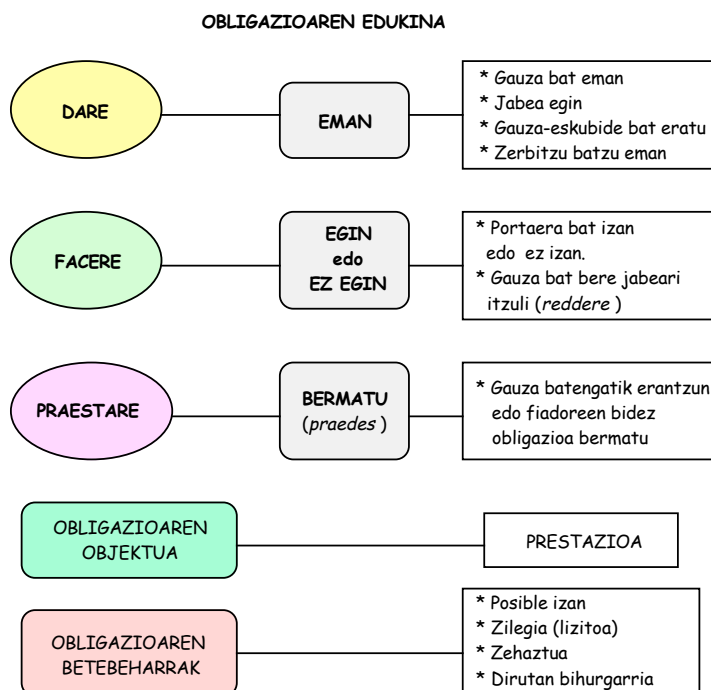 OBLIGAZIOAREN EDUKINA
DARE
EMAN
* Gauza bat eman
* Jabea egin
* Gauza-eskubide bat eratu
* Zerbitzu batzu eman
FACERE
EGIN
edo
EZ EGIN
* Portaera bat izan
edo ez izan.
* Gauza bat bere jabeari
itzuli (reddere )
PRAESTARE
BERMATU
(praedes )
* Gauza batengatik erantzun
edo fiadoreen bidez
obligazioa bermatu
OBLIGAZIOAREN
OBJEKTUA
PRESTAZIOA
OBLIGAZIOAREN
BETEBEHARRAK
* Posible izan
* Zilegia (lizitoa)
* Zehaztua
* Dirutan bihurgarria